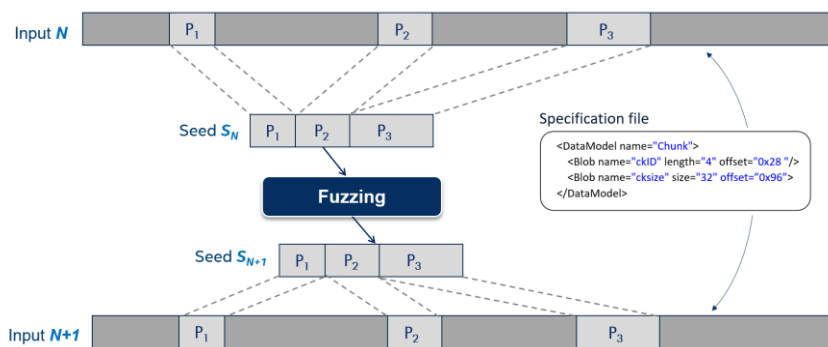 Input N
P1
P2
P3
Specification file
Seed SN
P1
P2
P3
<DataModel name="Chunk">
<Blob name="ckID" length="4" offset="0x28 "/>
<Blob name="cksize" size="32" offset="0x96">
</DataModel>
Fuzzing
Seed SN+1
P1
P2
P3
Input N+1
P1
P2
P3